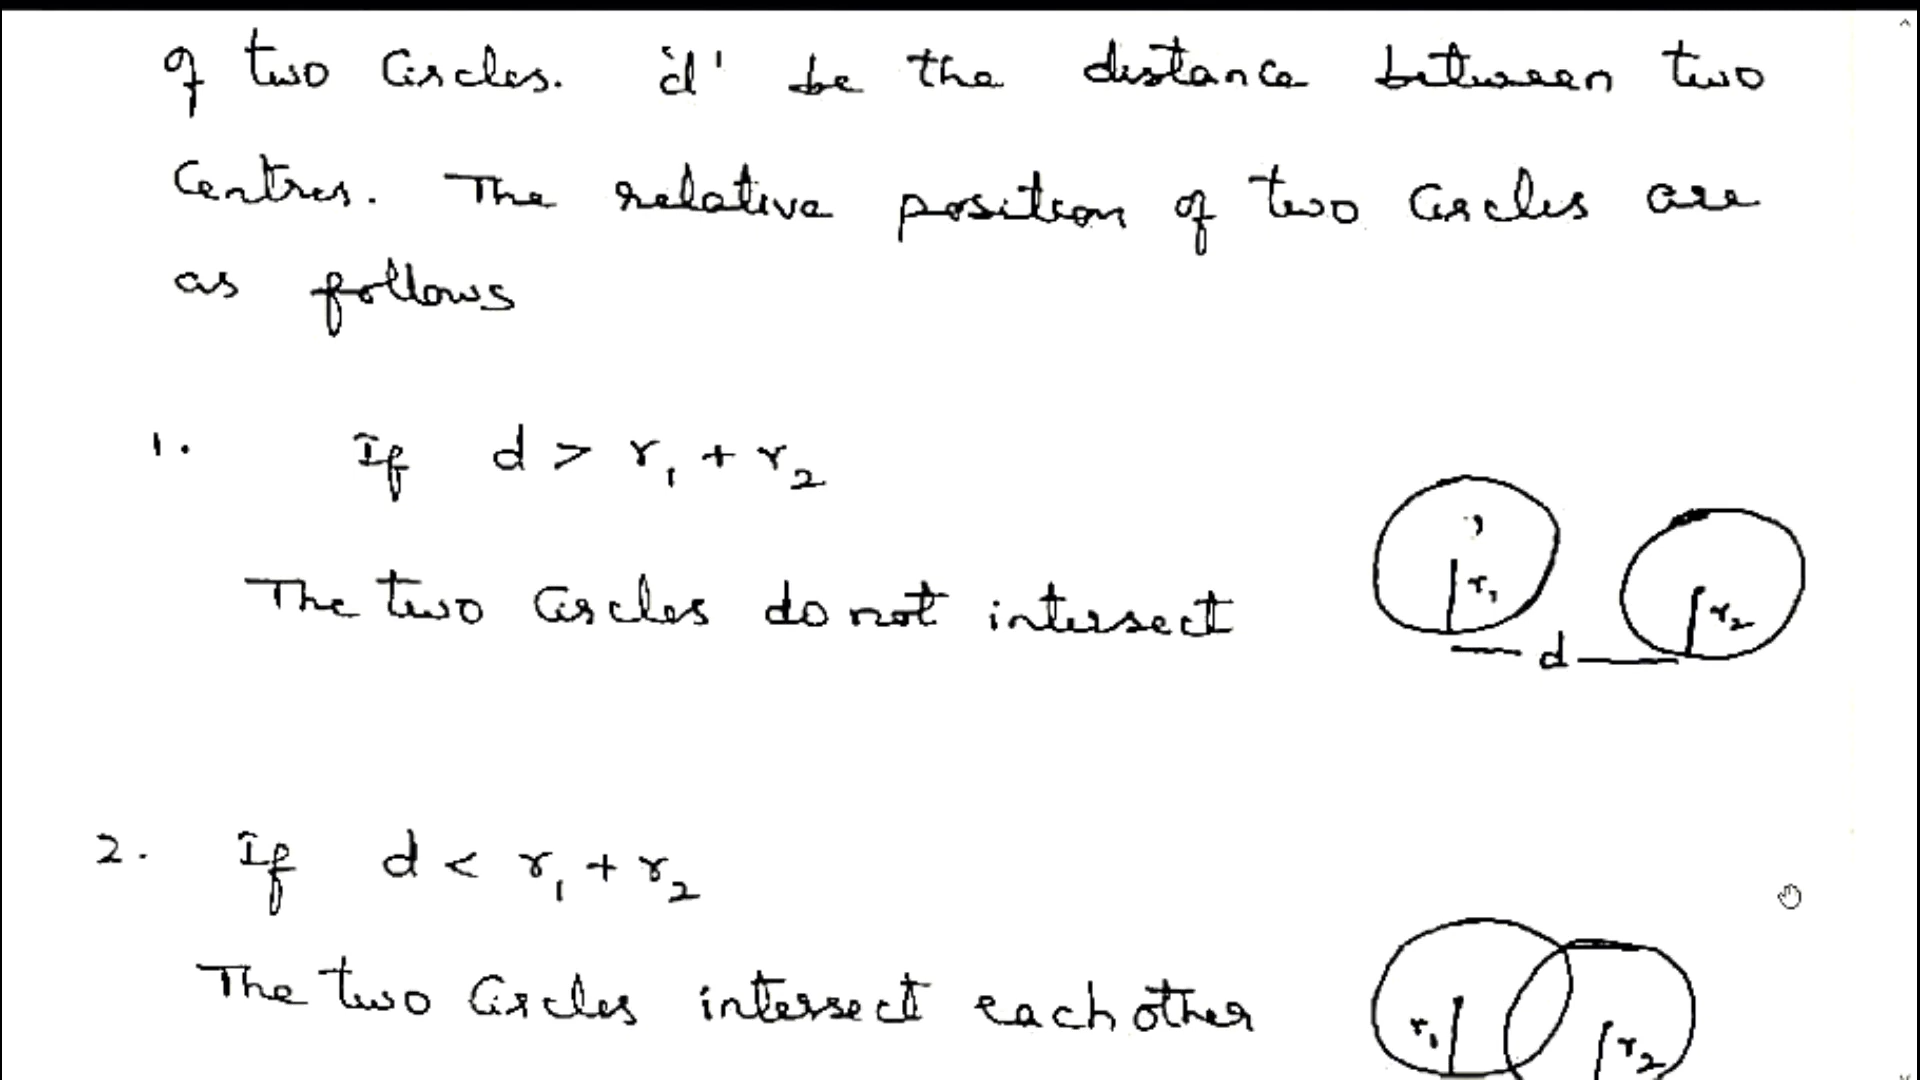 of two Circles. 'd' be the distance between two
Centres. The relative position of two Circles are
as follows
1. If d > r₁ + r₂
The two Circles do not intersect
r₁
r₂
d
2. If d < r₁ + r₂
The two Circles intersect each other
r₁
r₂